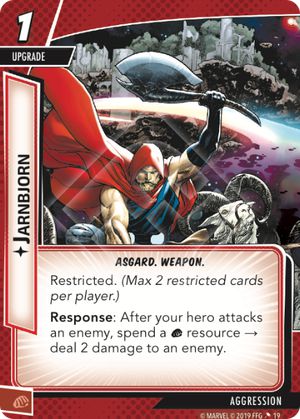 1
UPGRADE
JARNBJORN
ASGARD. WEAPON.
Restricted. (Max 2 restricted cards
per player.)
Response: After your hero attacks
an enemy, spend a resource →
deal 2 damage to an enemy.
AGGRESSION
© MARVEL © 2019 FFG 19